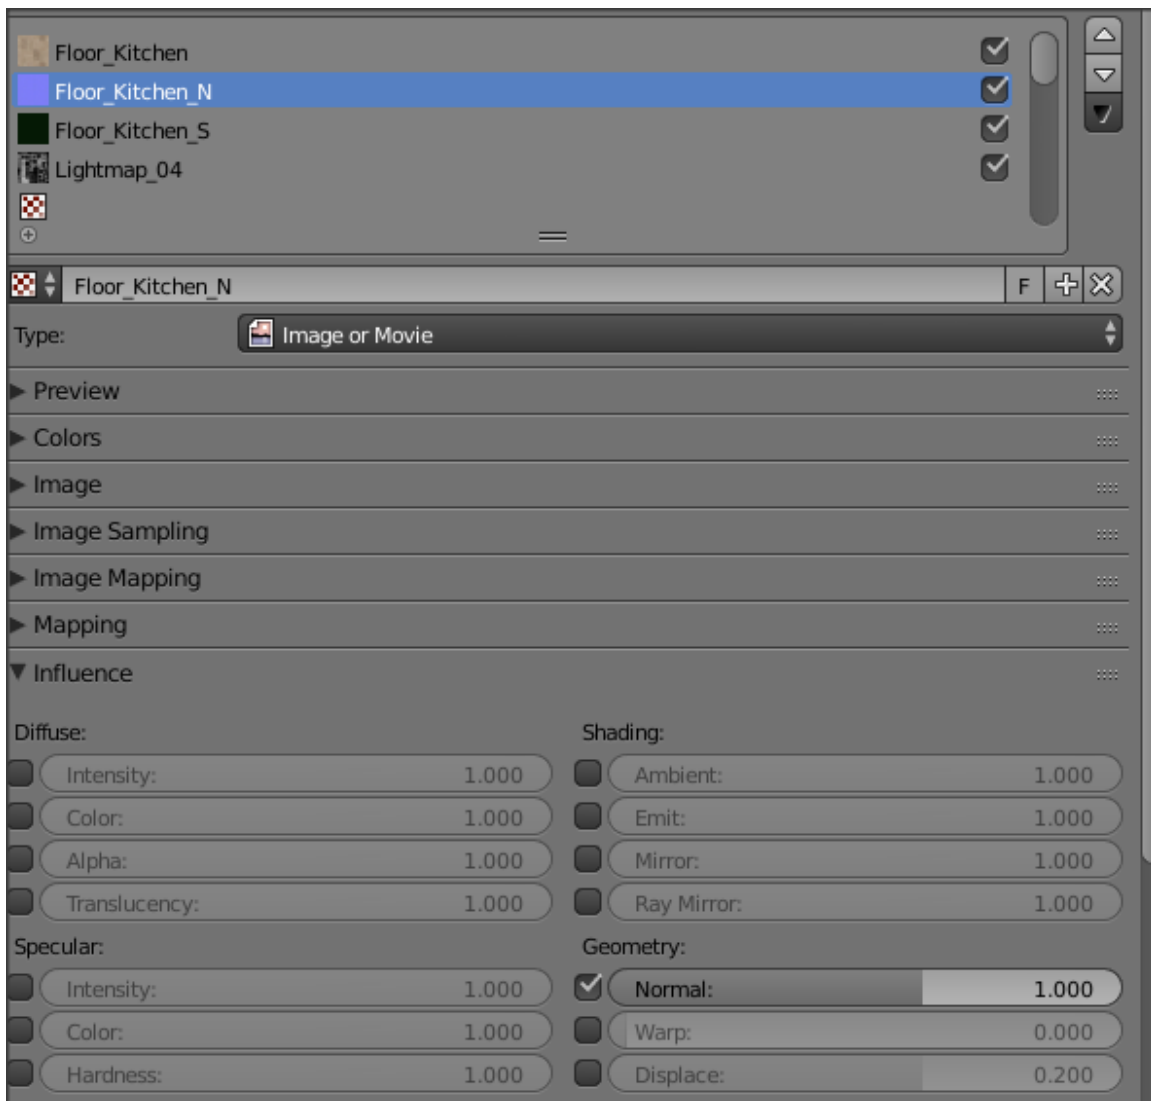 Floor_Kitchen
Floor_Kitchen_N
Floor_Kitchen_S
Lightmap_04
Floor_Kitchen_N F
Type: Image or Movie
Preview
Colors
Image
Image Sampling
Image Mapping
Mapping
Influence
Diffuse: Shading:
Intensity: 1.000 Ambient: 1.000
Color: 1.000 Emit: 1.000
Alpha: 1.000 Mirror: 1.000
Translucency: 1.000 Ray Mirror: 1.000
Specular: Geometry:
Intensity: 1.000 Normal: 1.000
Color: 1.000 Warp: 0.000
Hardness: 1.000 Displace: 0.200